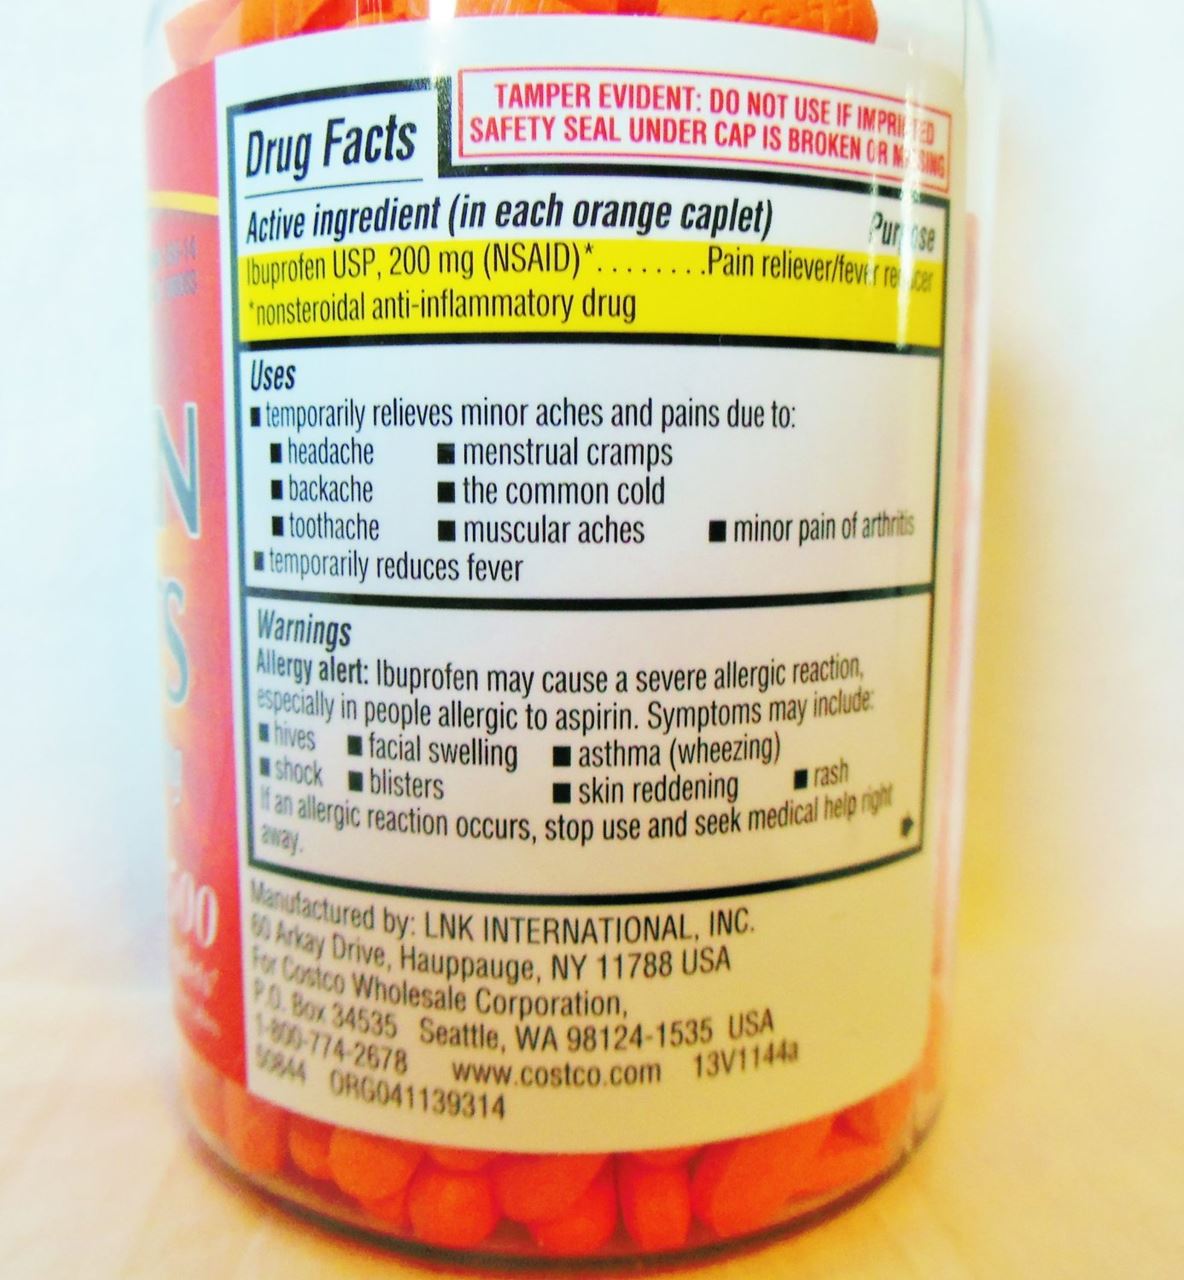 TAMPER EVIDENT: DO NOT USE IF IMPRINTED
SAFETY SEAL UNDER CAP IS BROKEN OR MISSING
Drug Facts
Active ingredient (in each orange caplet) Purpose
Ibuprofen USP, 200 mg (NSAID)*........Pain reliever/fever reducer
*nonsteroidal anti-inflammatory drug
Uses
■ temporarily relieves minor aches and pains due to:
■ headache ■ menstrual cramps
■ backache ■ the common cold
■ toothache ■ muscular aches ■ minor pain of arthritis
■ temporarily reduces fever
Warnings
Allergy alert: Ibuprofen may cause a severe allergic reaction,
especially in people allergic to aspirin. Symptoms may include:
■ hives ■ facial swelling ■ asthma (wheezing)
■ shock ■ blisters ■ skin reddening ■ rash
If an allergic reaction occurs, stop use and seek medical help right
away.
Manufactured by: LNK INTERNATIONAL, INC.
60 Arkay Drive, Hauppauge, NY 11788 USA
For Costco Wholesale Corporation,
P.O. Box 34535 Seattle, WA 98124-1535 USA
1-800-774-2678 www.costco.com 13V1144a
50844 ORG041139314
N
S
500